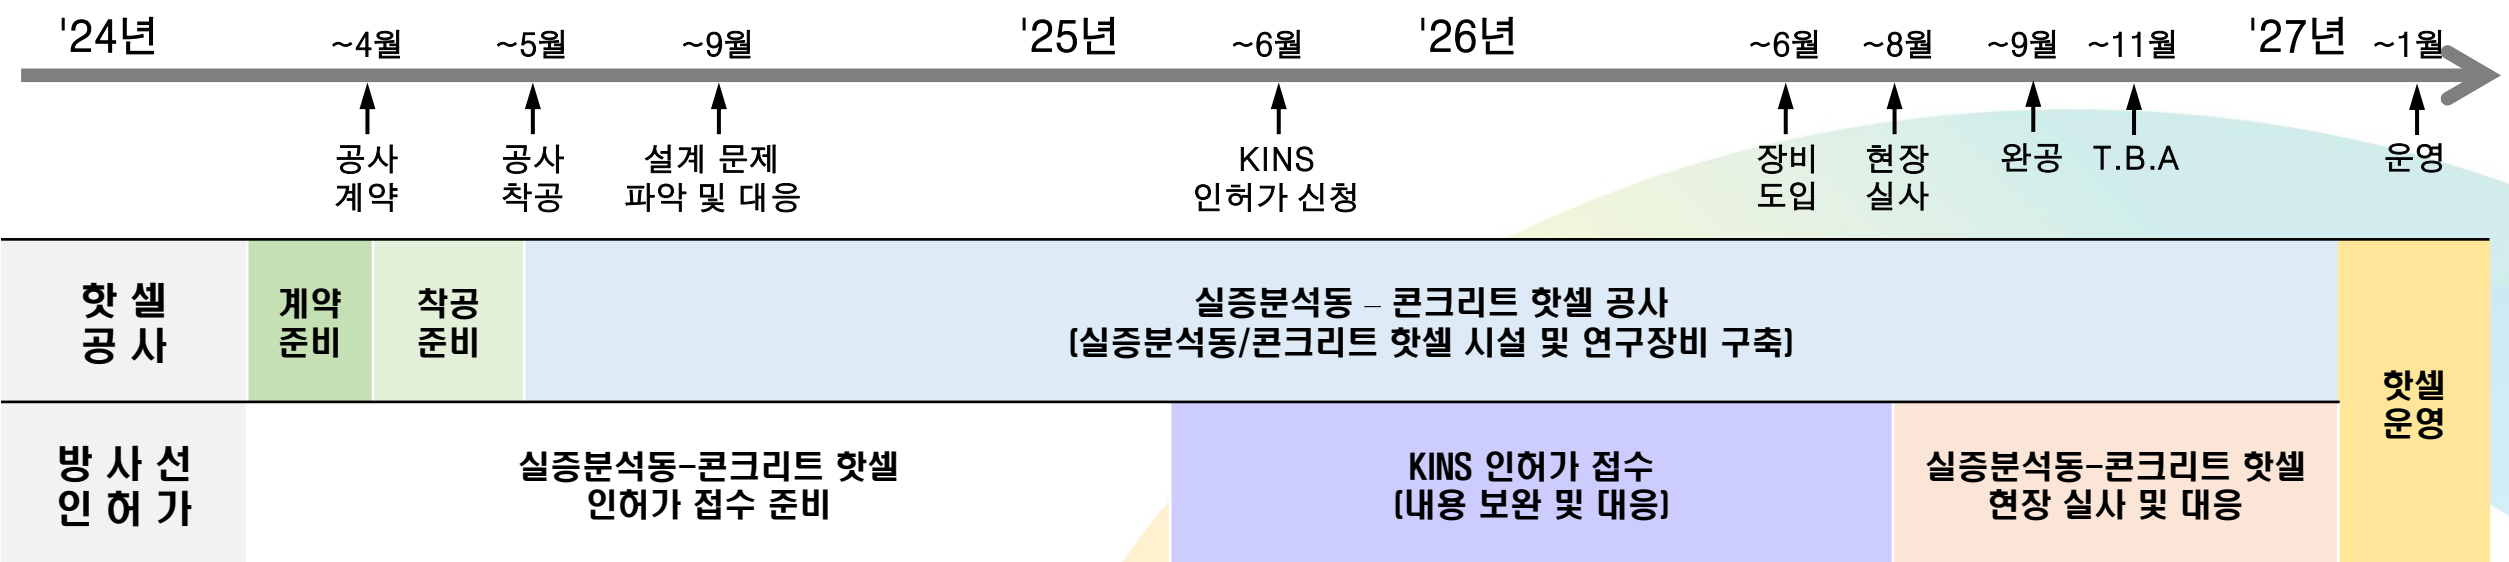 '24년
~4월
~5월
~9월
'25년
~6월
'26년
~6월
~8월
~9월
~11월
'27년
~1월
공사
계약
공사
착공
설계 문제
파악 및 대응
KINS
인허가 신청
장비
도입
현장
실사
완공
T.B.A
운영
핫 셀
공 사
계약
준비
착공
준비
실증분석동 – 콘크리트 핫셀 공사
(실증분석동/콘크리트 핫셀 시설 및 연구장비 구축)
핫셀
운영
방 사 선
인 허 가
실증분석동-콘크리트 핫셀
인허가 접수 준비
KINS 인허가 접수
(내용 보완 및 대응)
실증분석동-콘크리트 핫셀
현장 실사 및 대응